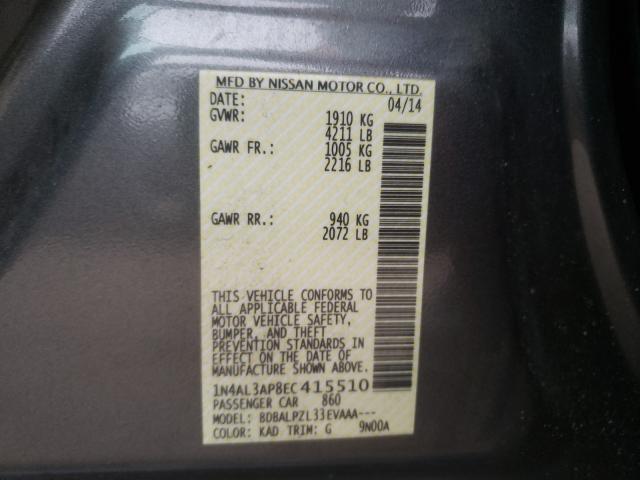 MFD BY NISSAN MOTOR CO., LTD.
DATE: 04/14
GVWR: 1910 KG
4211 LB
GAWR FR.: 1005 KG
2216 LB
GAWR RR.: 940 KG
2072 LB
THIS VEHICLE CONFORMS TO
ALL APPLICABLE FEDERAL
MOTOR VEHICLE SAFETY,
BUMPER, AND THEFT
PREVENTION STANDARDS IN
EFFECT ON THE DATE OF
MANUFACTURE SHOWN ABOVE.
1N4AL3AP8EC415510
PASSENGER CAR 860
MODEL: BDBALPZL33EVAAA---
COLOR: KAD TRIM: G 9N00A